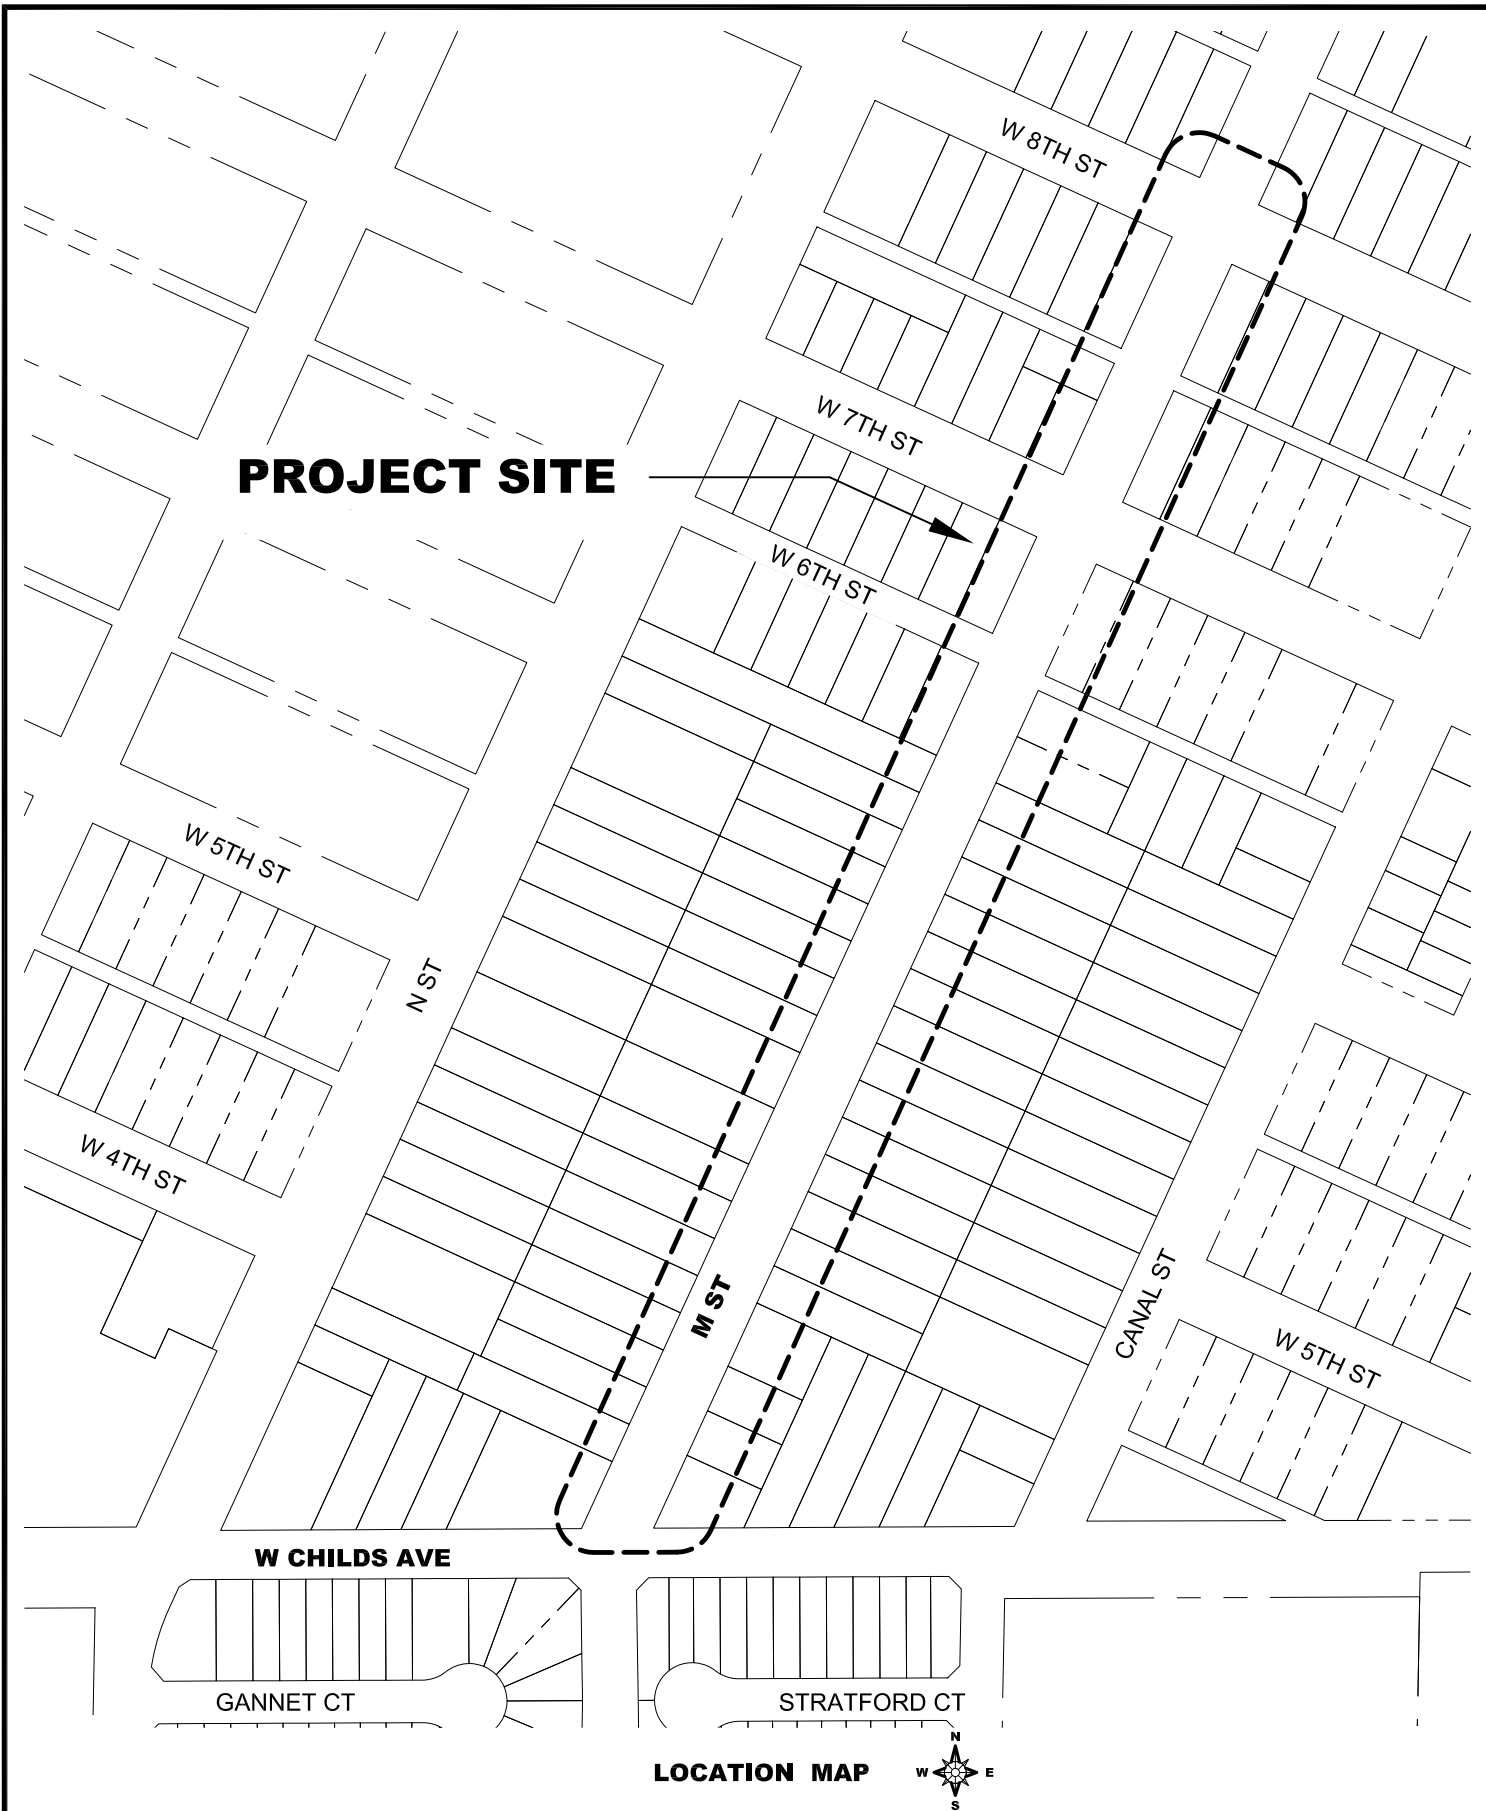 W 8TH ST
W 7TH ST
PROJECT SITE
W 6TH ST
W 5TH ST
N ST
W 4TH ST
M ST
CANAL ST
W 5TH ST
W CHILDS AVE
GANNET CT
STRATFORD CT
N
LOCATION MAP
W
E
S